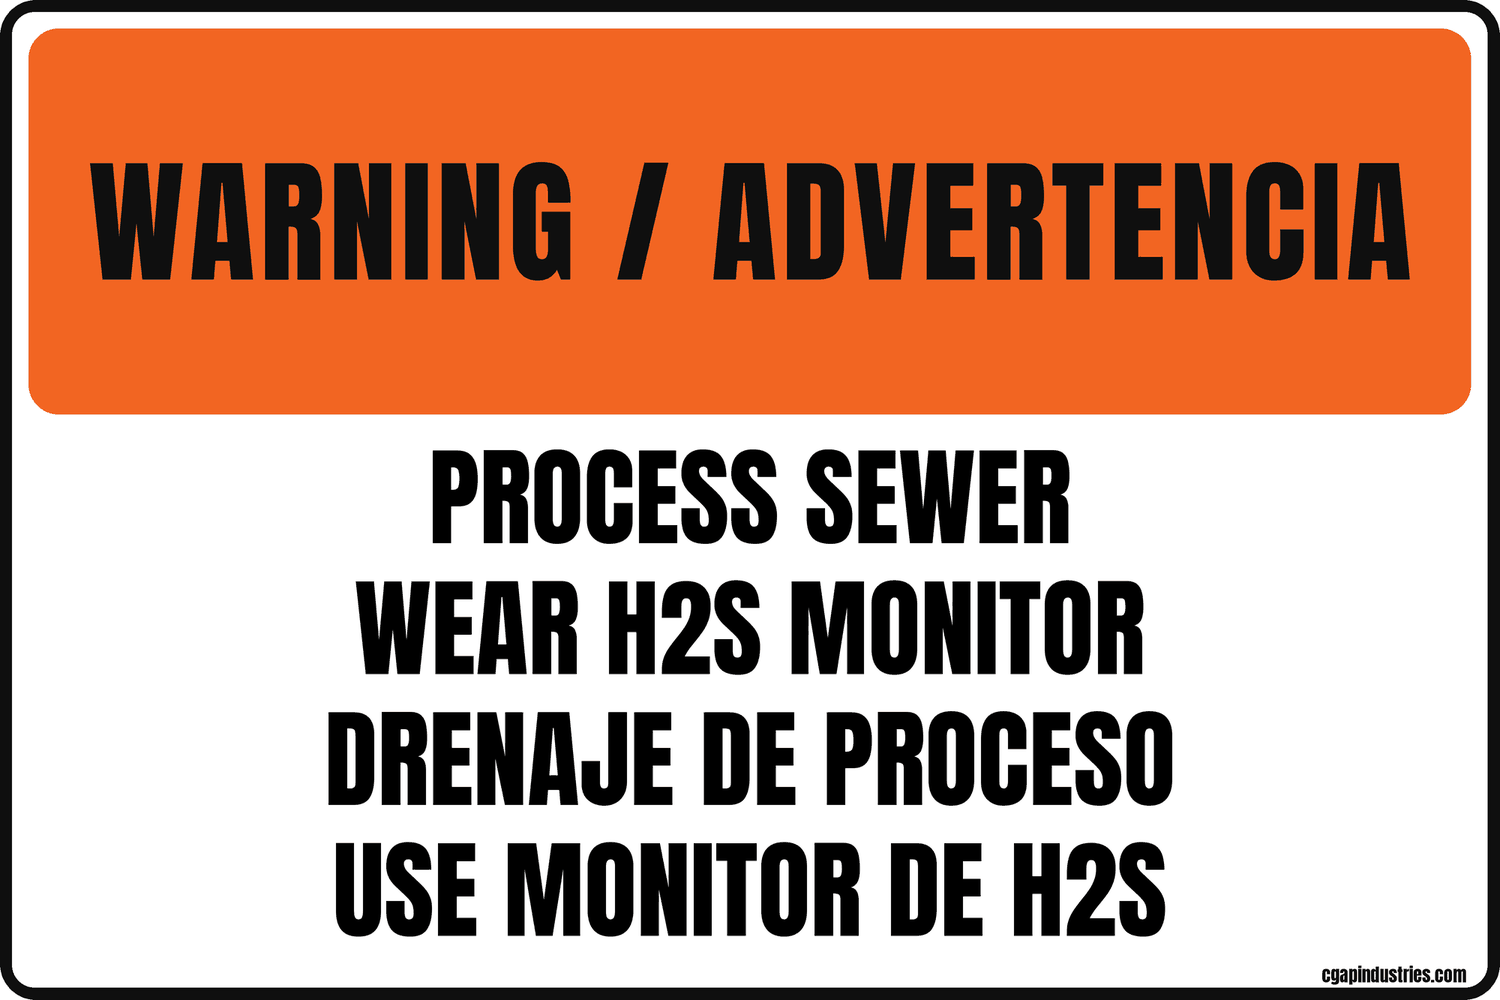 WARNING / ADVERTENCIA
PROCESS SEWER
WEAR H2S MONITOR
DRENAJE DE PROCESO
USE MONITOR DE H2S
cgapindustries.com